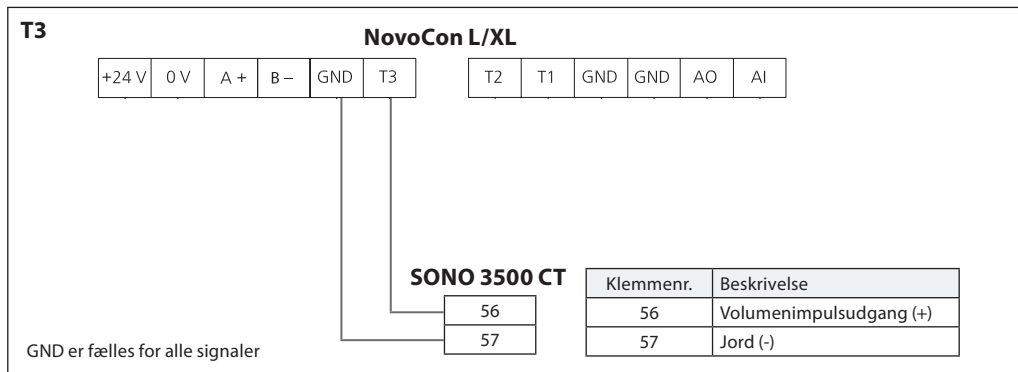 T3
NovoCon L/XL
+24 V 0 V A + B – GND T3 T2 T1 GND GND AO AI
SONO 3500 CT
56
57
Klemmenr. Beskrivelse
56 Volumenimpulsudgang (+)
57 Jord (-)
GND er fælles for alle signaler